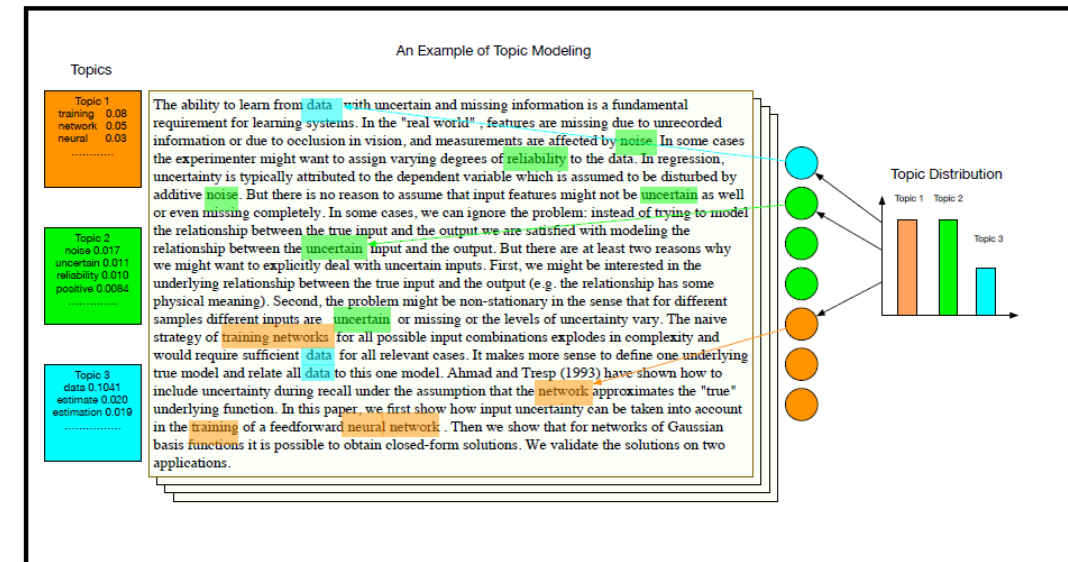 An Example of Topic Modeling
Topics
Topic 1
training 0.08
network 0.05
neural 0.03
.............
Topic 2
noise 0.017
uncertain 0.011
reliability 0.010
positive 0.0084
...............
Topic 3
data 0.1041
estimate 0.020
estimation 0.019
................
The ability to learn from data with uncertain and missing information is a fundamental
requirement for learning systems. In the "real world" , features are missing due to unrecorded
information or due to occlusion in vision, and measurements are affected by noise. In some cases
the experimenter might want to assign varying degrees of reliability to the data. In regression,
uncertainty is typically attributed to the dependent variable which is assumed to be disturbed by
additive noise. But there is no reason to assume that input features might not be uncertain as well
or even missing completely. In some cases, we can ignore the problem: instead of trying to model
the relationship between the true input and the output we are satisfied with modeling the
relationship between the uncertain input and the output. But there are at least two reasons why
we might want to explicitly deal with uncertain inputs. First, we might be interested in the
underlying relationship between the true input and the output (e.g. the relationship has some
physical meaning). Second, the problem might be non-stationary in the sense that for different
samples different inputs are uncertain or missing or the levels of uncertainty vary. The naive
strategy of training networks for all possible input combinations explodes in complexity and
would require sufficient data for all relevant cases. It makes more sense to define one underlying
true model and relate all data to this one model. Ahmad and Tresp (1993) have shown how to
include uncertainty during recall under the assumption that the network approximates the "true"
underlying function. In this paper, we first show how input uncertainty can be taken into account
in the training of a feedforward neural network . Then we show that for networks of Gaussian
basis functions it is possible to obtain closed-form solutions. We validate the solutions on two
applications.
Topic Distribution
Topic 1 Topic 2
Topic 3